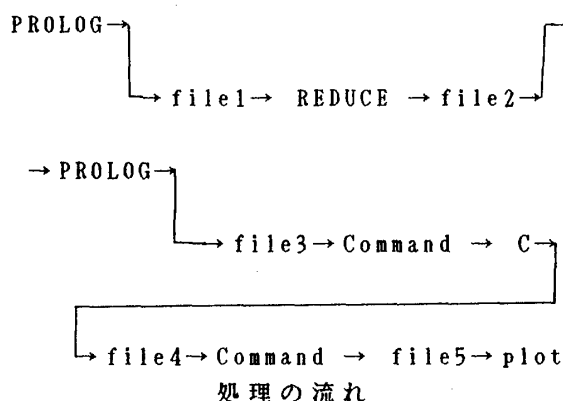 PROLOG→
→ file1→ REDUCE → file2→
→ PROLOG→
→ file3→Command → C→
→ file4→Command → file5→plot
処理の流れ